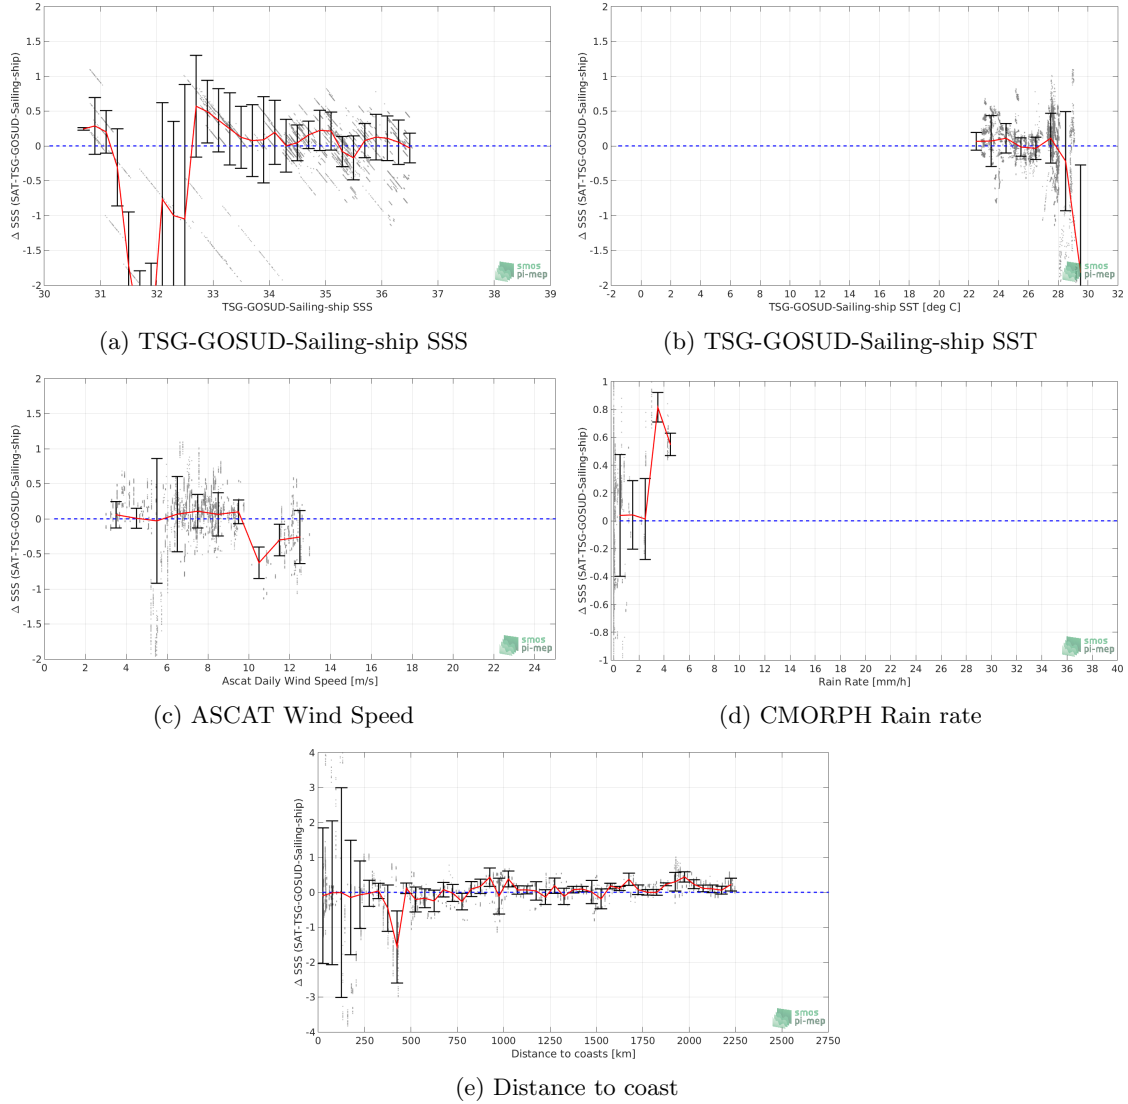 2
1.5
1
0.5
0
-0.5
-1
-1.5
-2
Δ SSS (SAT-TSG-GOSUD-Sailing-ship)
30 31 32 33 34 35 36 37 38 39
TSG-GOSUD-Sailing-ship SSS
smos
pi-mep
(a) TSG-GOSUD-Sailing-ship SSS
2
1.5
1
0.5
0
-0.5
-1
-1.5
-2
Δ SSS (SAT-TSG-GOSUD-Sailing-ship)
-2 0 2 4 6 8 10 12 14 16 18 20 22 24 26 28 30 32
TSG-GOSUD-Sailing-ship SST [deg C]
smos
pi-mep
(b) TSG-GOSUD-Sailing-ship SST
2
1.5
1
0.5
0
-0.5
-1
-1.5
-2
Δ SSS (SAT-TSG-GOSUD-Sailing-ship)
0 2 4 6 8 10 12 14 16 18 20 22 24
Ascat Daily Wind Speed [m/s]
smos
pi-mep
(c) ASCAT Wind Speed
1
0.8
0.6
0.4
0.2
0
-0.2
-0.4
-0.6
-0.8
-1
Δ SSS (SAT-TSG-GOSUD-Sailing-ship)
0 2 4 6 8 10 12 14 16 18 20 22 24 26 28 30 32 34 36 38 40
Rain Rate [mm/h]
smos
pi-mep
(d) CMORPH Rain rate
4
3
2
1
0
-1
-2
-3
-4
Δ SSS (SAT-TSG-GOSUD-Sailing-ship)
0 250 500 750 1000 1250 1500 1750 2000 2250 2500 2750
Distance to coasts [km]
smos
pi-mep
(e) Distance to coast